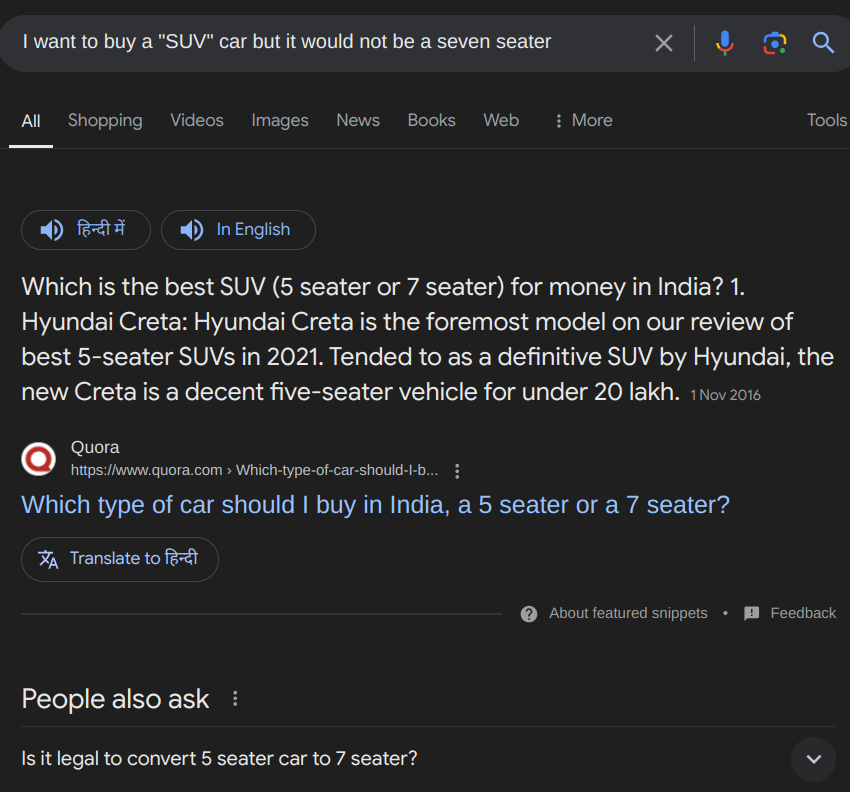 I want to buy a "SUV" car but it would not be a seven seater
All Shopping Videos Images News Books Web More Tools
हिन्दी में In English
Which is the best SUV (5 seater or 7 seater) for money in India? 1.
Hyundai Creta: Hyundai Creta is the foremost model on our review of
best 5-seater SUVs in 2021. Tended to as a definitive SUV by Hyundai, the
new Creta is a decent five-seater vehicle for under 20 lakh. 1 Nov 2016
Quora
https://www.quora.com › Which-type-of-car-should-I-b...
Which type of car should I buy in India, a 5 seater or a 7 seater?
Translate to हिन्दी
About featured snippets • Feedback
People also ask
Is it legal to convert 5 seater car to 7 seater?